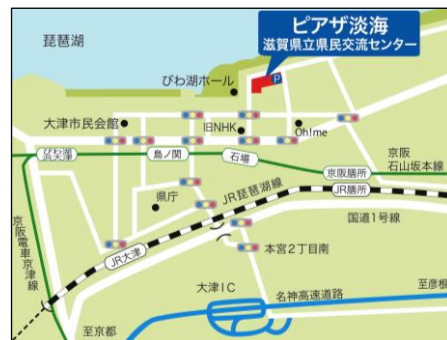 ピアザ淡海
滋賀県立県民交流センター
琵琶湖
P
びわ湖ホール
大津市民会館
旧NHK
Oh!me
びわ湖
浜大津
島ノ関
石場
京阪膳所
京阪
石山坂本線
県庁
JR琵琶湖線
JR膳所
国道1号線
京阪電車京津線
JR大津
本宮2丁目南
大津IC
名神高速道路
至彦根
至京都